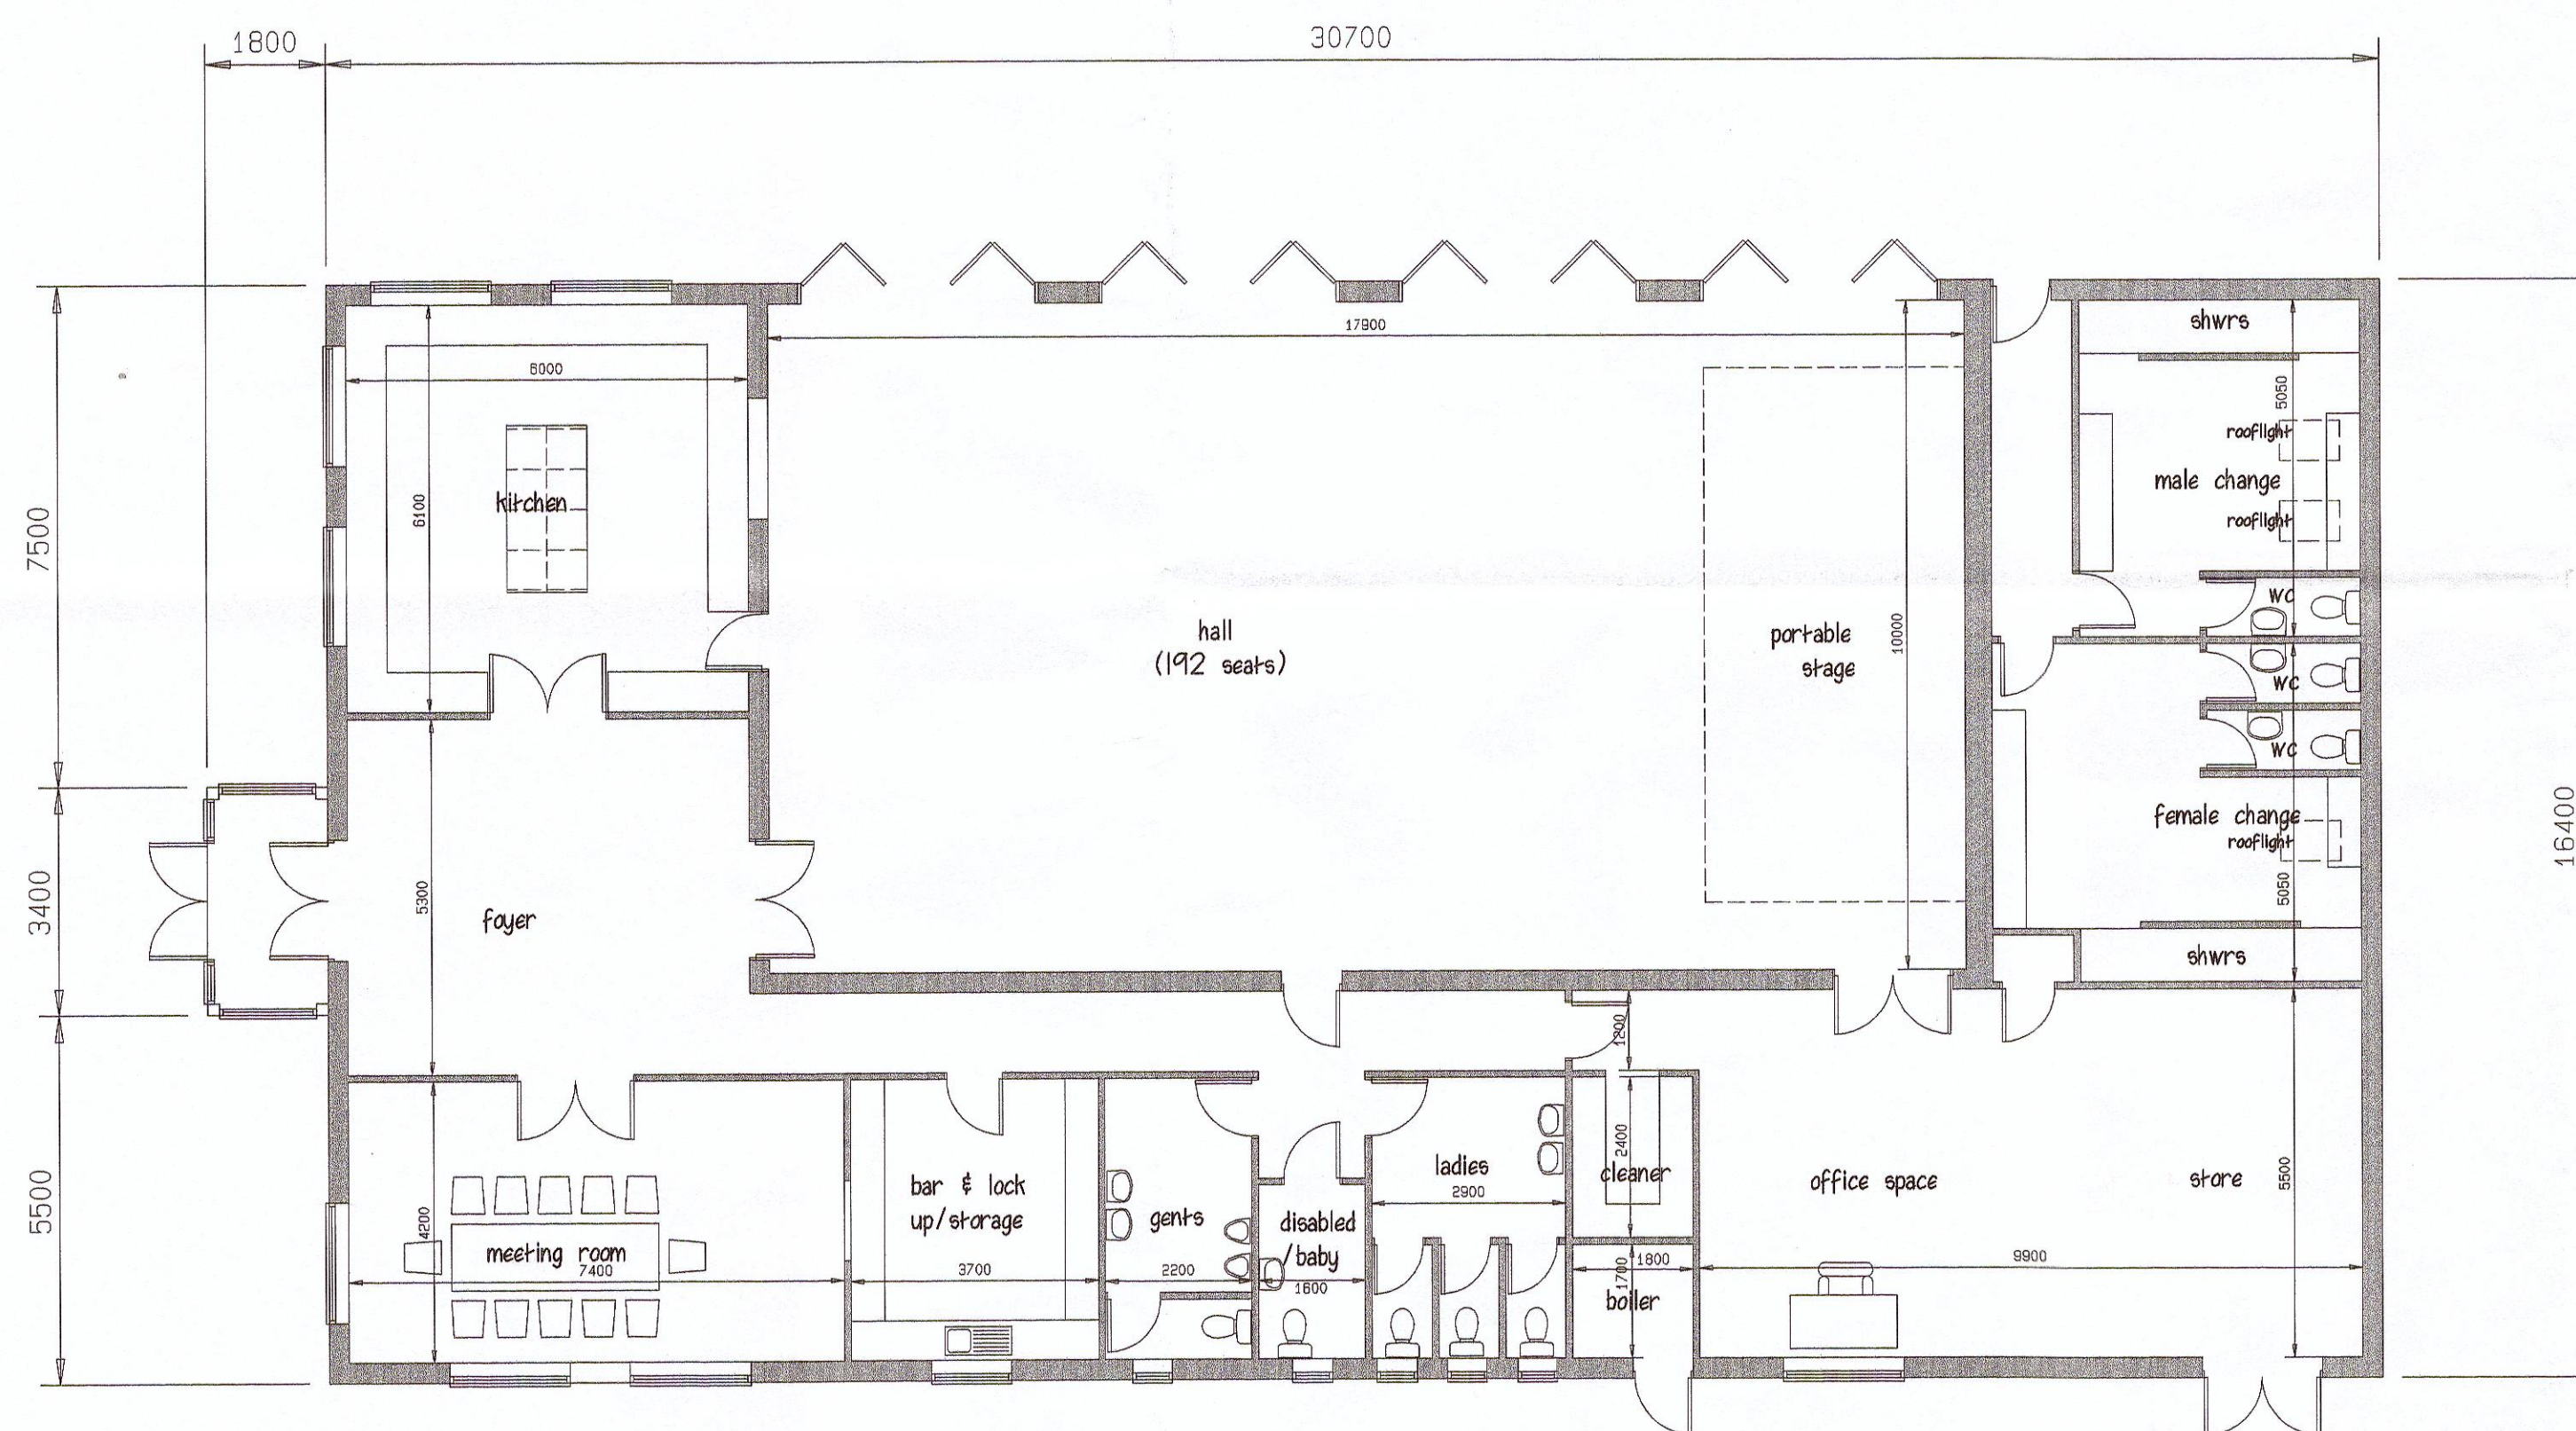 1800
30700
17900
shwrs
6000
5050
rooflight
male change
rooflight
kitchen
6100
7500
wc
hall
(192 seats)
portable
stage
10000
wc
wc
female change
rooflight
16400
5050
3400
5300
foyer
shwrs
1200
2400
ladies
2900
cleaner
office space
store
5500
5500
bar & lock
up/storage
gents
disabled
/baby
4200
meeting room
7400
3700
2200
1600
1700
1800
9900
boiler